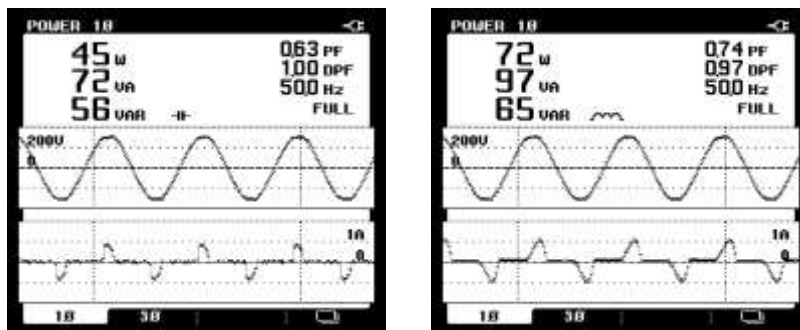 POWER 1Ø
45 W
72 VA
56 VAR
0.63 PF
1.00 DPF
50.0 Hz
FULL
200V
0
1A
0
1Ø 3Ø
POWER 1Ø
72 W
97 VA
65 VAR
0.74 PF
0.97 DPF
50.0 Hz
FULL
200V
0
1A
0
1Ø 3Ø